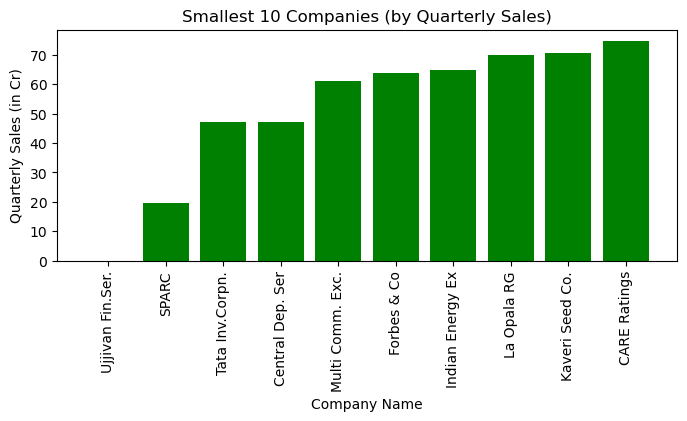 Smallest 10 Companies (by Quarterly Sales)
Quarterly Sales (in Cr)
70
60
50
40
30
20
10
0
Ujjivan Fin.Ser.
SPARC
Tata Inv.Corpn.
Central Dep. Ser
Multi Comm. Exc.
Forbes & Co
Indian Energy Ex
La Opala RG
Kaveri Seed Co.
CARE Ratings
Company Name